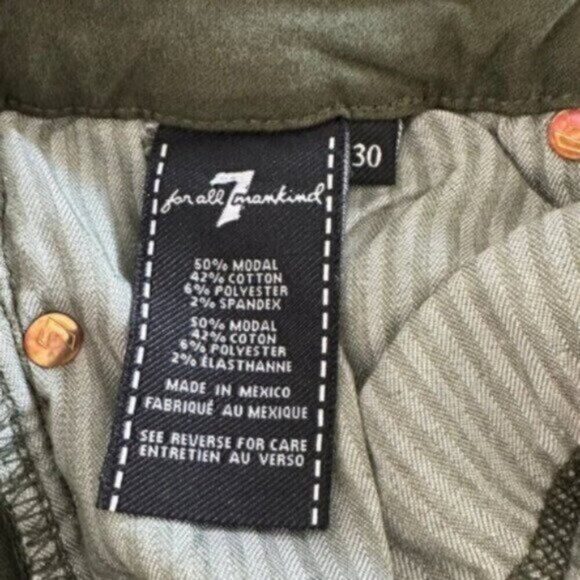 for all 7 mankind
30
50% MODAL
42% COTTON
6% POLYESTER
2% SPANDEX
50% MODAL
42% COTON
6% POLYESTER
2% ÉLASTHANNE
MADE IN MEXICO
FABRIQUÉ AU MEXIQUE
SEE REVERSE FOR CARE
ENTRETIEN AU VERSO